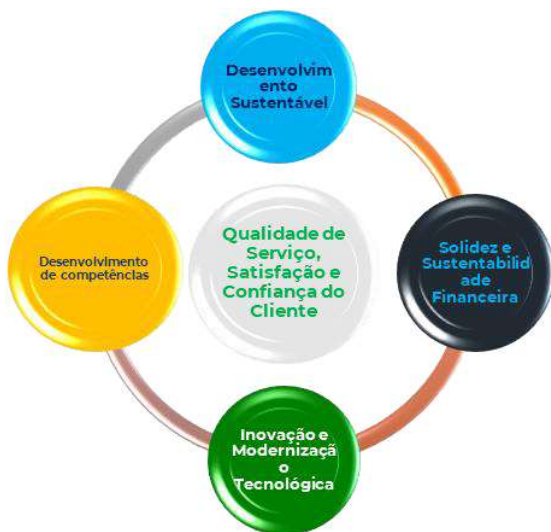 Desenvolvim
ento
Sustentável
Qualidade de
Serviço,
Satisfação e
Confiança do
Cliente
Desenvolvimento
de competências
Solidez e
Sustentabilid
ade
Financeira
Inovação e
Modernizaçã
o
Tecnológica